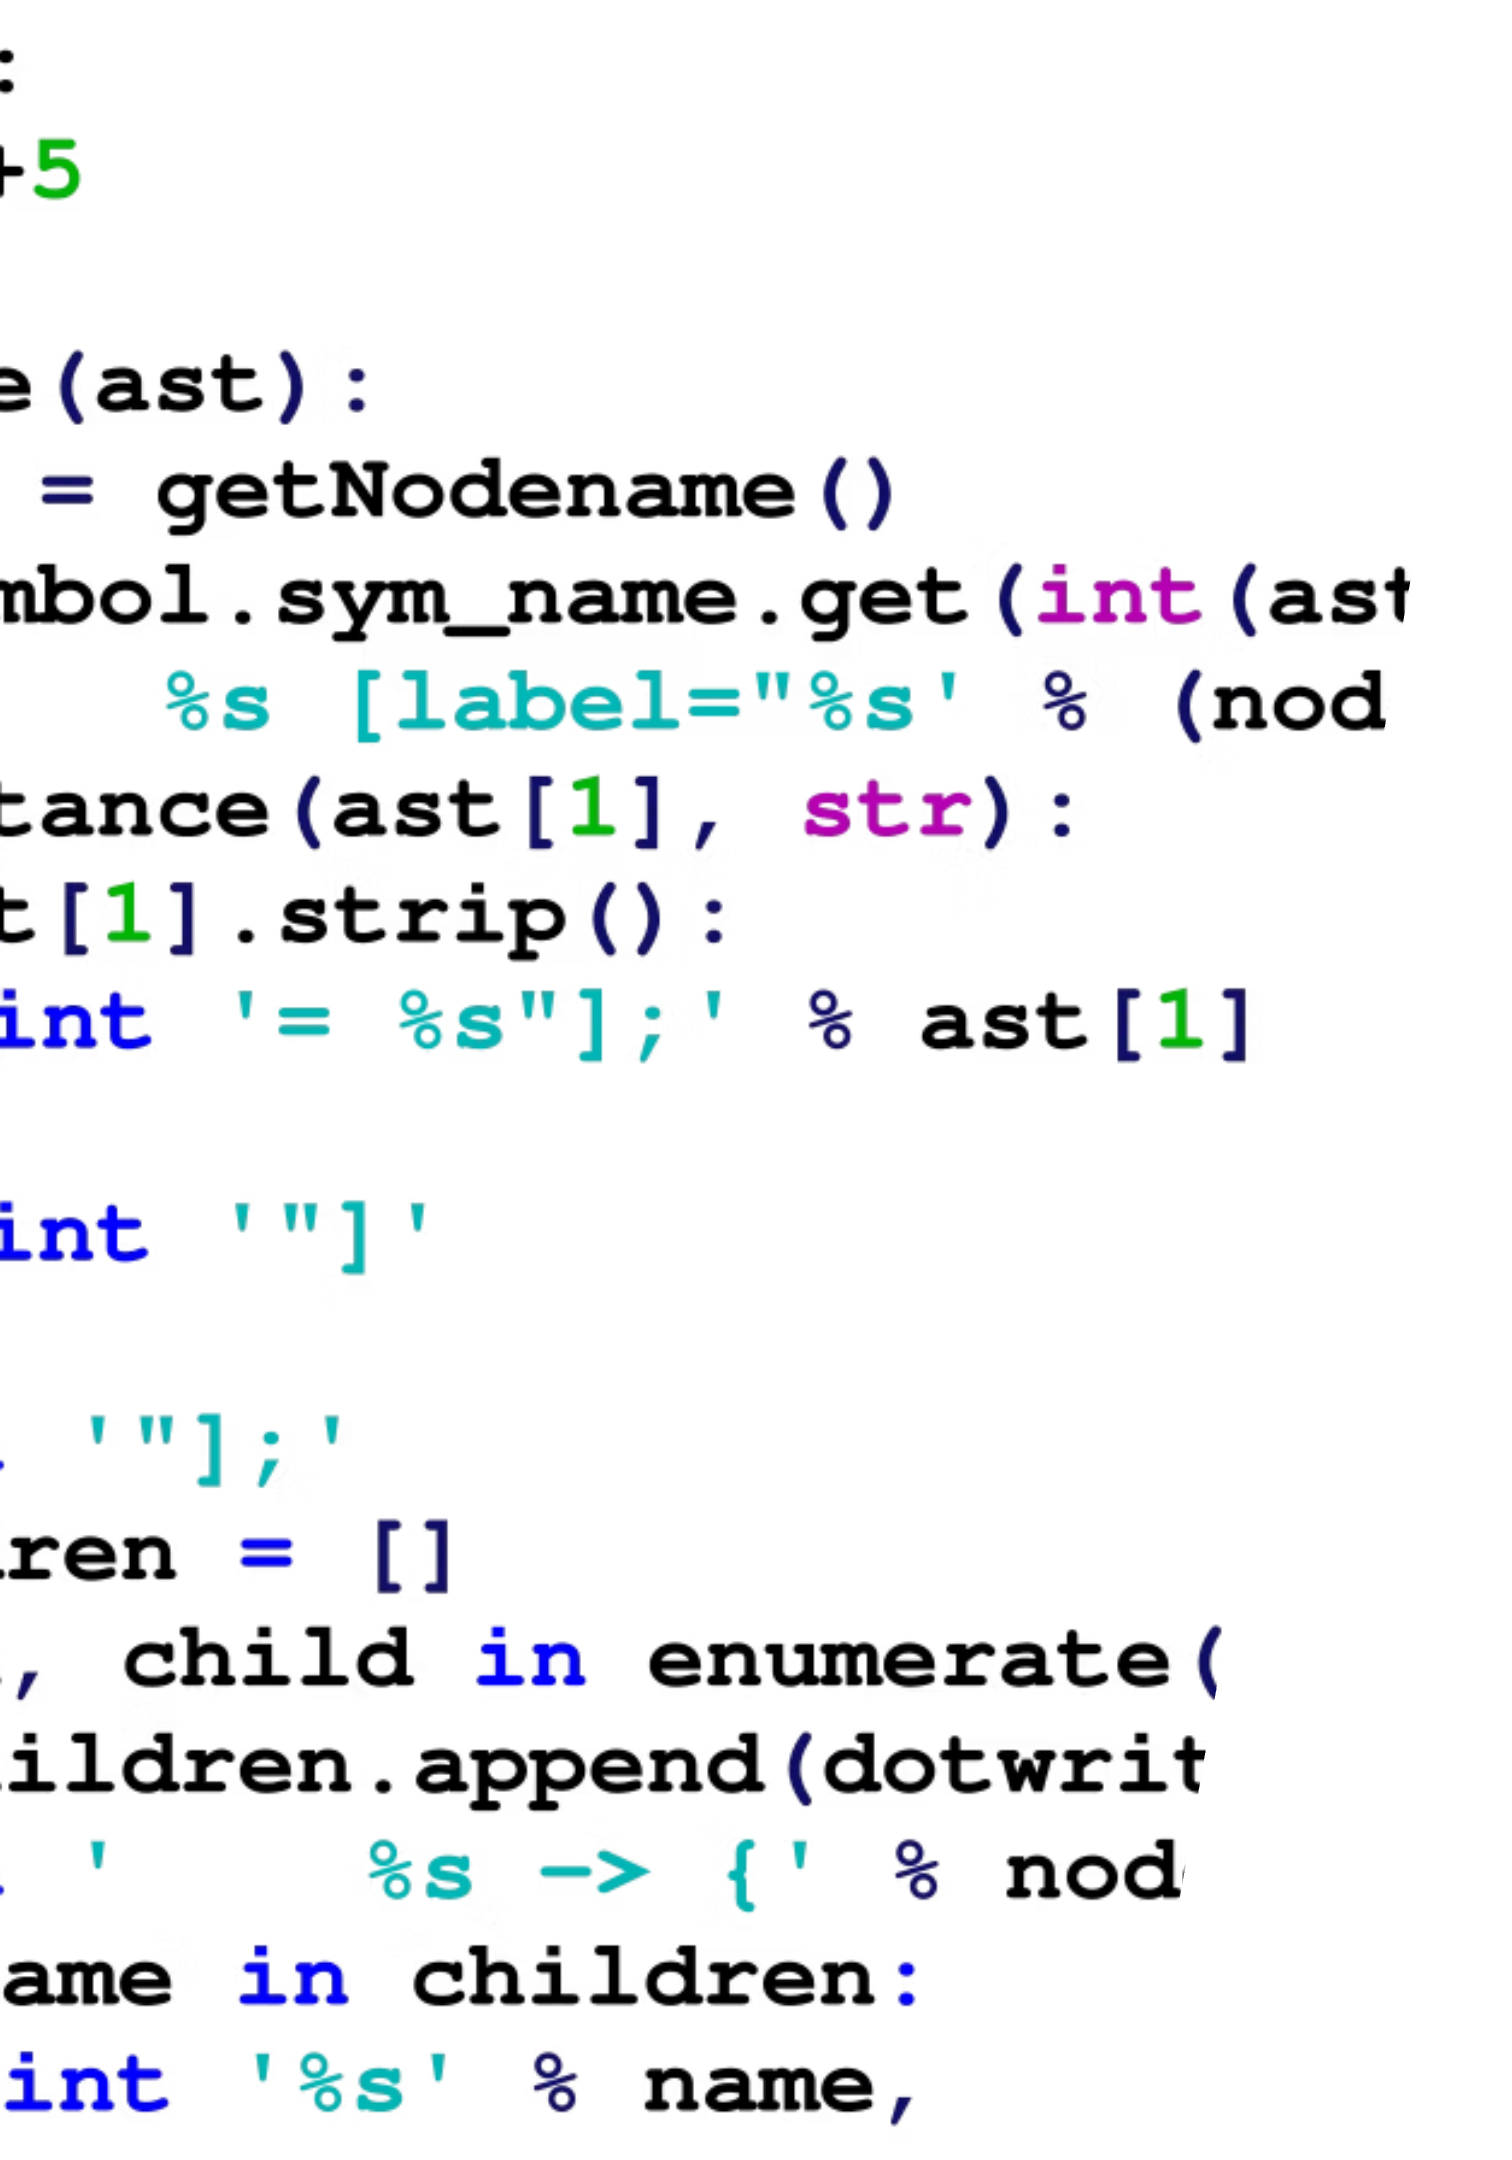 :
+5
e(ast):
= getNodename()
mbol.sym_name.get(int(ast
%s [label="%s' % (nod
tance(ast[1], str):
t[1].strip():
int '= %s"];' % ast[1]
int '"]'
'"];'
ren = []
, child in enumerate(
ildren.append(dotwrit
'    %s -> {' % nod
ame in children:
int '%s' % name,